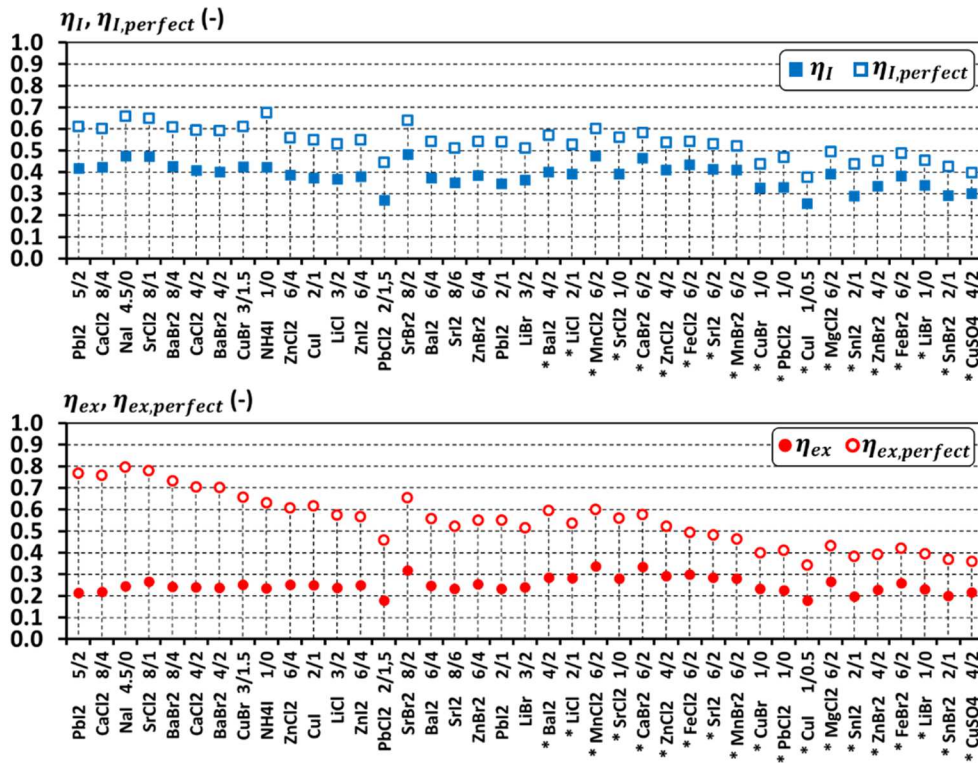 η_I, η_{I,perfect} (-)
1.0
0.9
0.8
0.7
0.6
0.5
0.4
0.3
0.2
0.1
0.0
η_I η_{I,perfect}
PbI2 5/2
CaCl2 8/4
NaI 4.5/0
SrCl2 8/1
BaBr2 8/4
CaCl2 4/2
BaBr2 4/2
CuBr 3/1.5
NH4I 1/0
ZnCl2 6/4
CuI 2/1
LiCl 3/2
ZnI2 6/4
PbCl2 2/1,5
SrBr2 8/2
BaI2 6/4
SrI2 8/6
ZnBr2 6/4
PbI2 2/1
LiBr 3/2
* BaI2 4/2
* LiCl 2/1
* MnCl2 6/2
* SrCl2 1/0
* CaBr2 6/2
* ZnCl2 4/2
* FeCl2 6/2
* SrI2 6/2
* MnBr2 6/2
* CuBr 1/0
* PbCl2 1/0
* CuI 1/0.5
* MgCl2 6/2
* SnI2 2/1
* ZnBr2 4/2
* FeBr2 6/2
* LiBr 1/0
* SnBr2 2/1
* CuSO4 4/2
η_{ex}, η_{ex,perfect} (-)
1.0
0.9
0.8
0.7
0.6
0.5
0.4
0.3
0.2
0.1
0.0
η_{ex} η_{ex,perfect}
PbI2 5/2
CaCl2 8/4
NaI 4.5/0
SrCl2 8/1
BaBr2 8/4
CaCl2 4/2
BaBr2 4/2
CuBr 3/1.5
NH4I 1/0
ZnCl2 6/4
CuI 2/1
LiCl 3/2
ZnI2 6/4
PbCl2 2/1,5
SrBr2 8/2
BaI2 6/4
SrI2 8/6
ZnBr2 6/4
PbI2 2/1
LiBr 3/2
* BaI2 4/2
* LiCl 2/1
* MnCl2 6/2
* SrCl2 1/0
* CaBr2 6/2
* ZnCl2 4/2
* FeCl2 6/2
* SrI2 6/2
* MnBr2 6/2
* CuBr 1/0
* PbCl2 1/0
* CuI 1/0.5
* MgCl2 6/2
* SnI2 2/1
* ZnBr2 4/2
* FeBr2 6/2
* LiBr 1/0
* SnBr2 2/1
* CuSO4 4/2